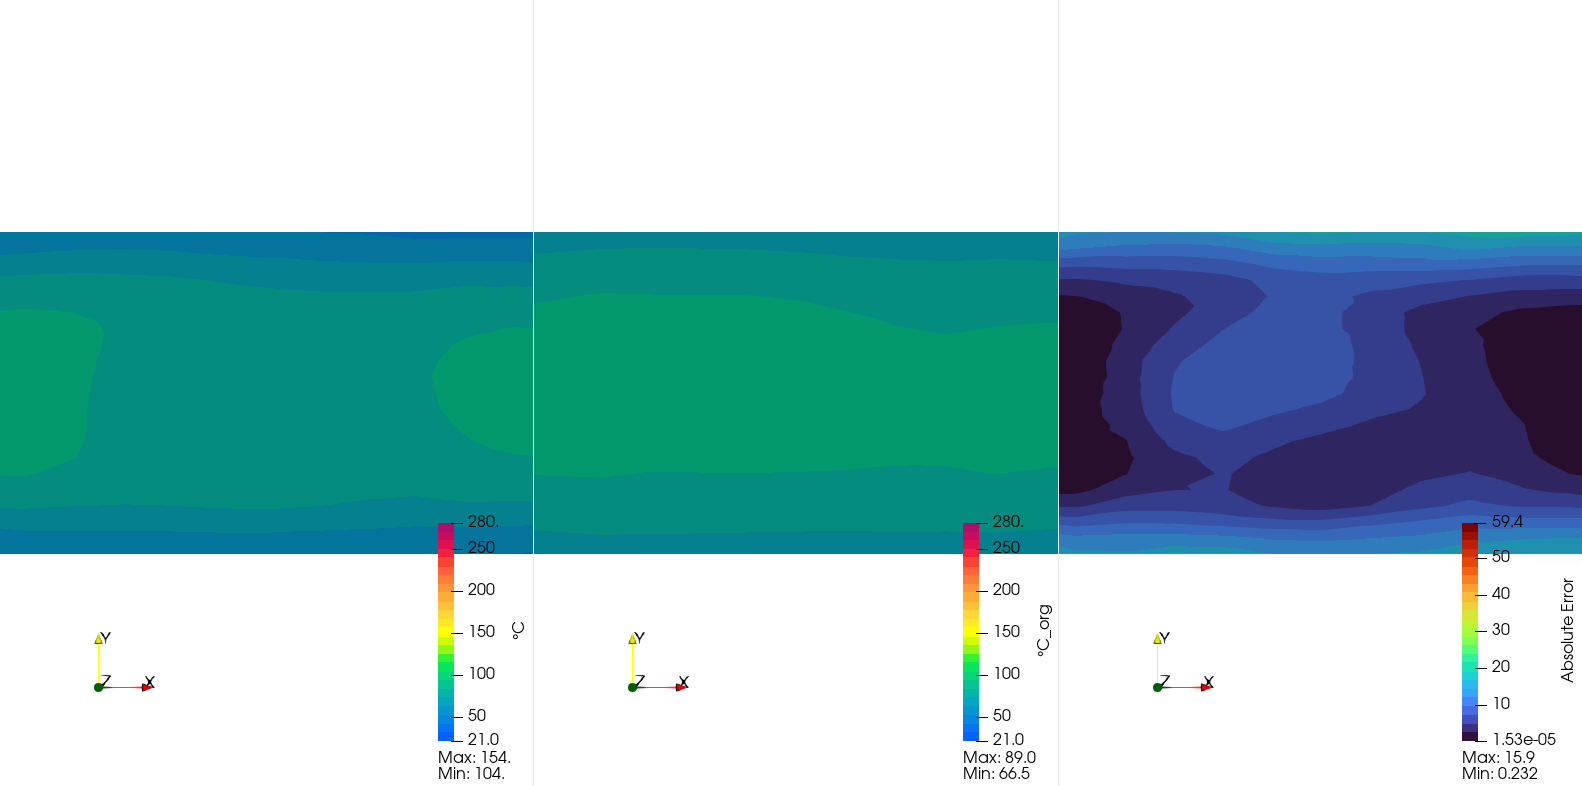 280.
250
200
150
100
50
21.0
°C
Max: 154.
Min: 104.
Y
Z
X
280.
250
200
150
100
50
21.0
°C_org
Max: 89.0
Min: 66.5
Y
Z
X
59.4
50
40
30
20
10
1.53e-05
Absolute Error
Max: 15.9
Min: 0.232
Y
Z
X